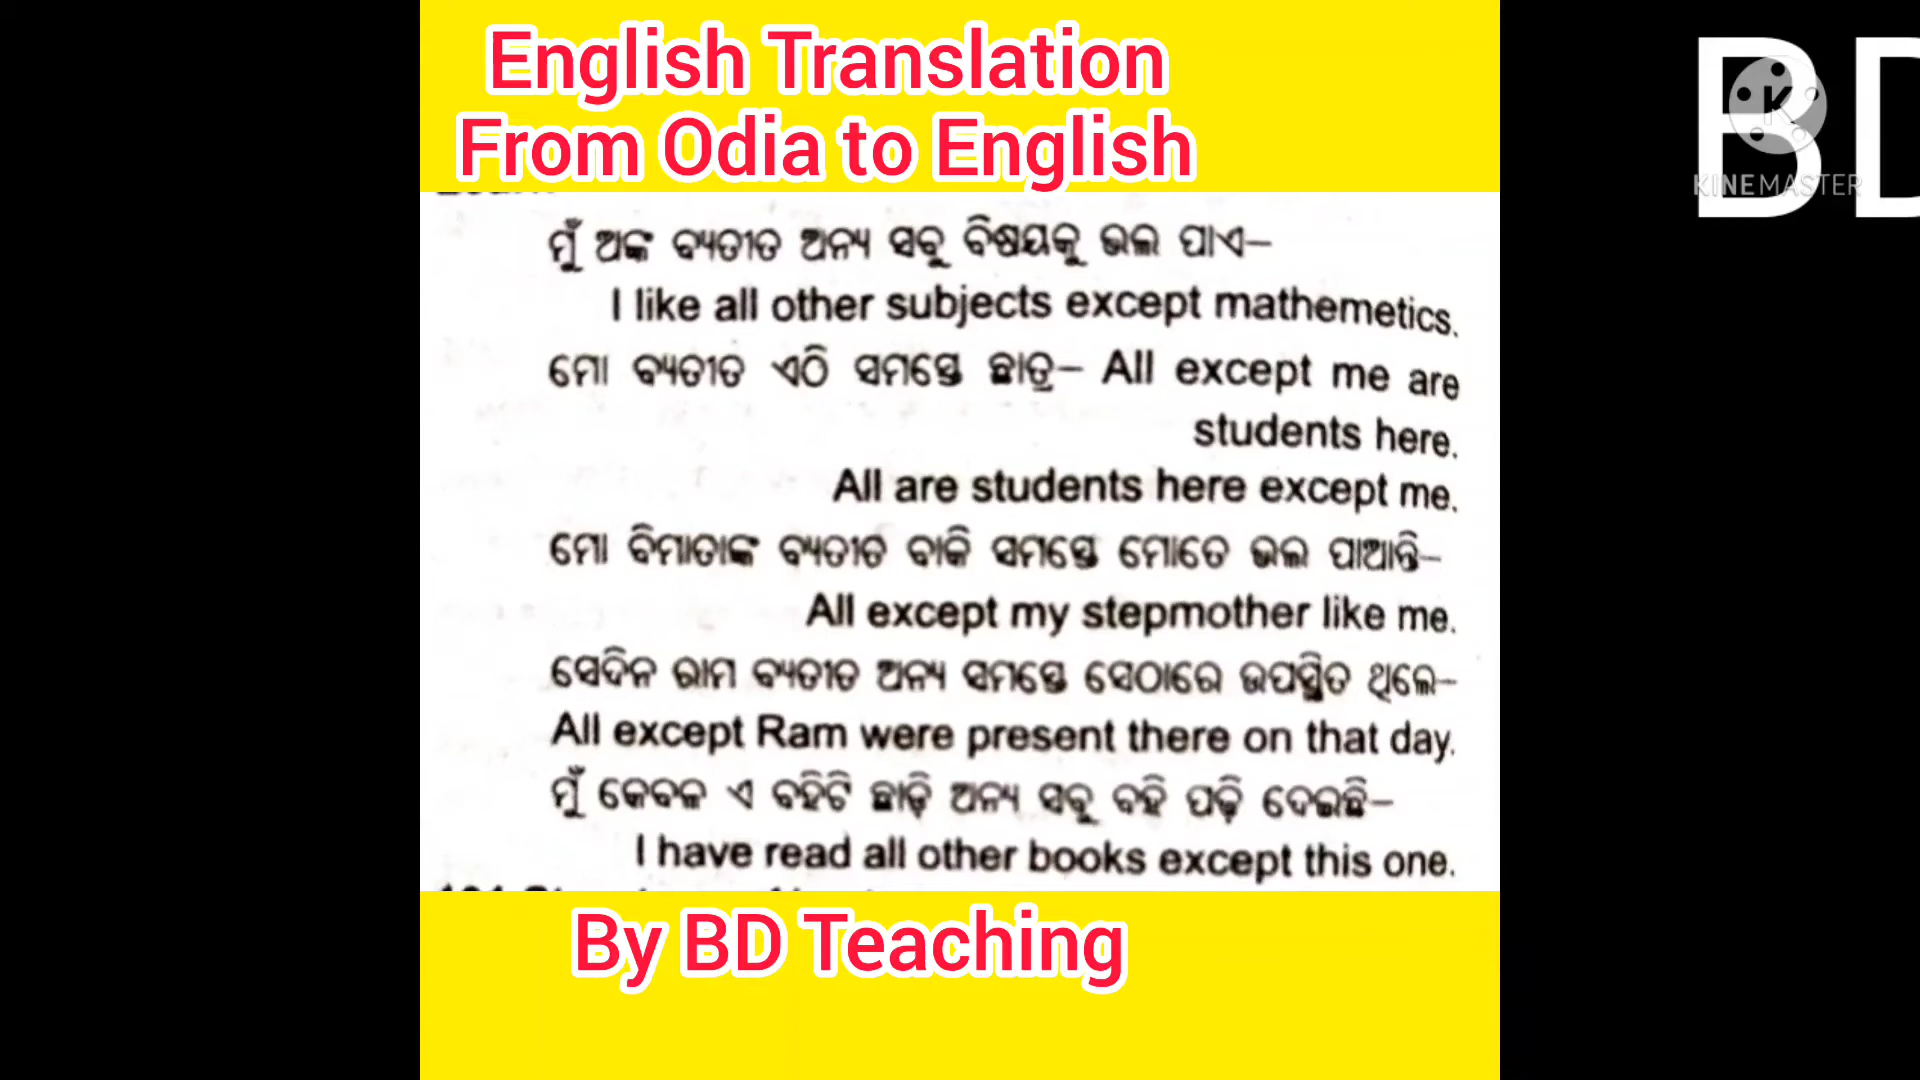 English Translation
From Odia to English
BD
KINEMASTER
ମୁଁ ଅଙ୍କ ବ୍ୟତୀତ ଅନ୍ୟ ସବୁ ବିଷୟକୁ ଭଲ ପାଏ–
I like all other subjects except mathemetics.
ମୋ ବ୍ୟତୀତ ଏଠି ସମସ୍ତେ ଛାତ୍ର– All except me are
students here.
All are students here except me.
ମୋ ବିମାତାଙ୍କ ବ୍ୟତୀତ ବାକି ସମସ୍ତେ ମୋତେ ଭଲ ପାଆନ୍ତି–
All except my stepmother like me.
ସେଦିନ ରାମ ବ୍ୟତୀତ ଅନ୍ୟ ସମସ୍ତେ ସେଠାରେ ଉପସ୍ଥିତ ଥିଲେ–
All except Ram were present there on that day.
ମୁଁ କେବଳ ଏ ବହିଟି ଛାଡ଼ି ଅନ୍ୟ ସବୁ ବହି ପଢ଼ି ଦେଇଛି–
I have read all other books except this one.
By BD Teaching